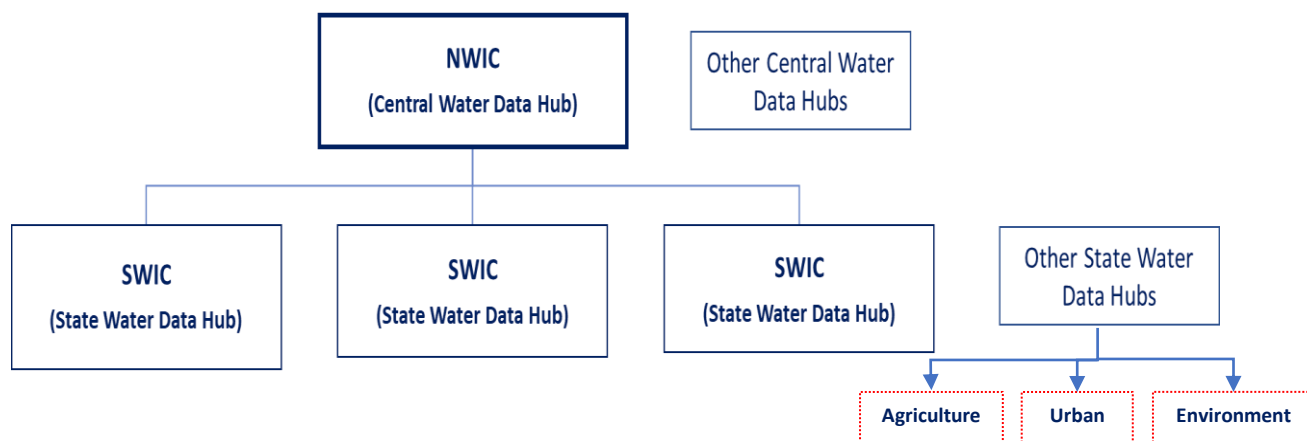 NWIC
(Central Water Data Hub)
Other Central Water
Data Hubs
SWIC
(State Water Data Hub)
SWIC
(State Water Data Hub)
SWIC
(State Water Data Hub)
Other State Water
Data Hubs
Agriculture
Urban
Environment